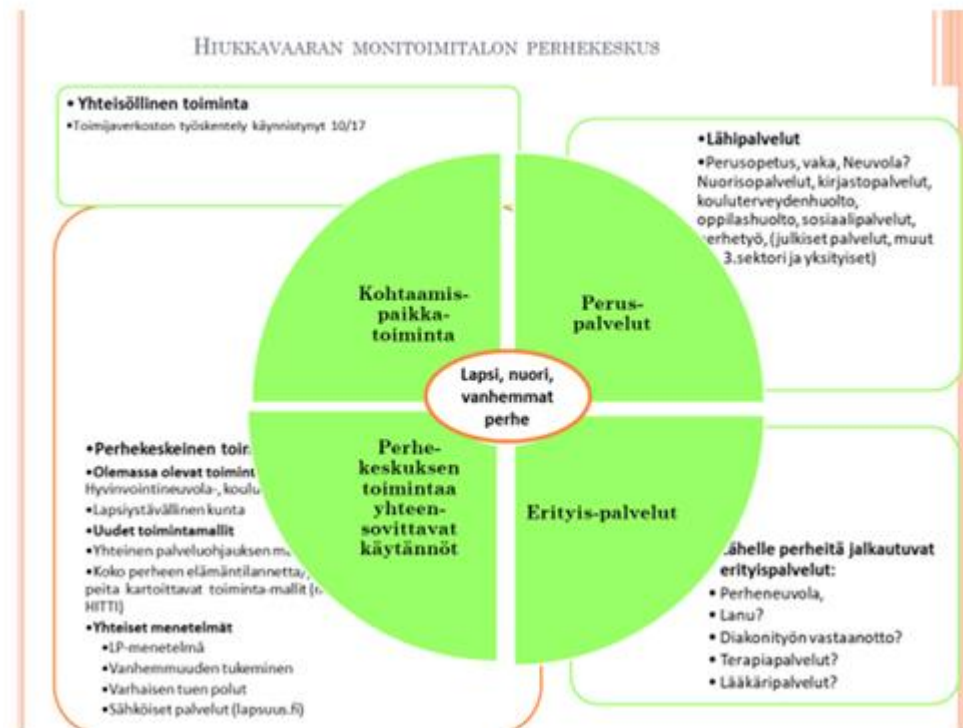 HIUKKAVAARAN MONITOIMITALON PERHEKESKUS
• Yhteisöllinen toiminta
•Toimijaverkoston työskentely käynnistynyt 10/17
•Lähipalvelut
•Perusopetus, vaka, Neuvola?
Nuorisopalvelut, kirjastopalvelut,
kouluterveydenhuolto,
oppilashuolto, sosiaalipalvelut,
perhetyö, (julkiset palvelut, muut
3.sektori ja yksityiset)
Kohtaamis-
paikka-
toiminta
Perus-
palvelut
Lapsi, nuori,
vanhemmat
perhe
•Perhekeskeinen
•Olemassa olevat
Hyvinvointineuvola-,
•Lapsiystävällinen kunta
•Uudet toimintamallit
•Yhteinen palveluohjauksen
•Koko perheen elämäntilannetta/
peita kartoittavat toiminta-mallit
HITTI)
•Yhteiset menetelmät
•LP-menetelmä
•Vanhemmuuden tukeminen
•Varhaisen tuen polut
•Sähköiset palvelut (lapsuus.fi)
Perhe-
keskuksen
toimintaa
yhteen-
sovittavat
käytännöt
Erityis-palvelut
Lähelle perheitä jalkautuvat
erityispalvelut:
• Perheneuvola,
• Lanu?
• Diakonityön vastaanotto?
• Terapiapalvelut?
• Lääkäripalvelut?